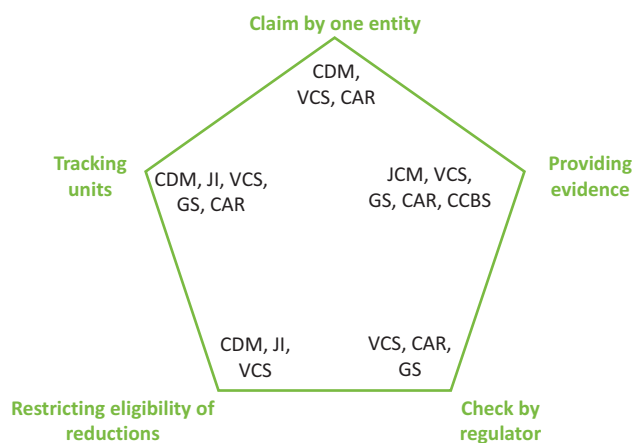 Claim by one entity
CDM,
VCS, CAR
Tracking
units
CDM, JI, VCS,
GS, CAR
JCM, VCS,
GS, CAR, CCBS
Providing
evidence
CDM, JI,
VCS
VCS, CAR,
GS
Restricting eligibility of
reductions
Check by
regulator